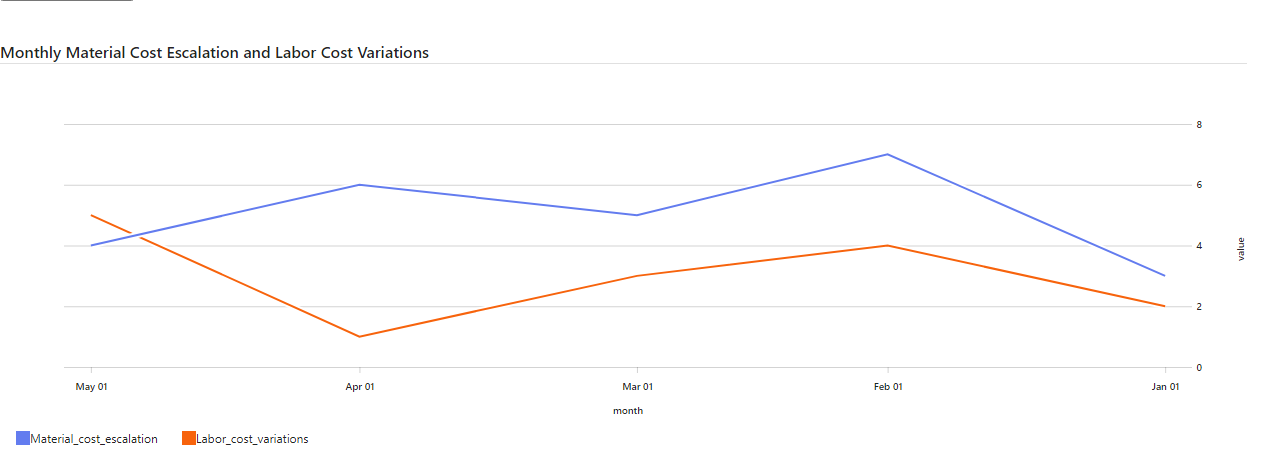 Monthly Material Cost Escalation and Labor Cost Variations
8
6
4
2
0
value
May 01 Apr 01 Mar 01 Feb 01 Jan 01
month
Material_cost_escalation Labor_cost_variations